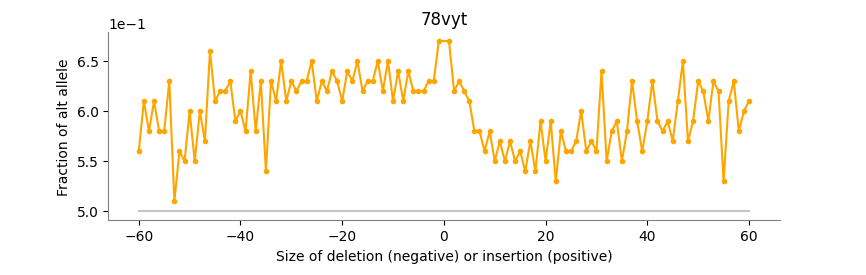 78vyt
1e−1
Fraction of alt allele
6.5
6.0
5.5
5.0
−60 −40 −20 0 20 40 60
Size of deletion (negative) or insertion (positive)